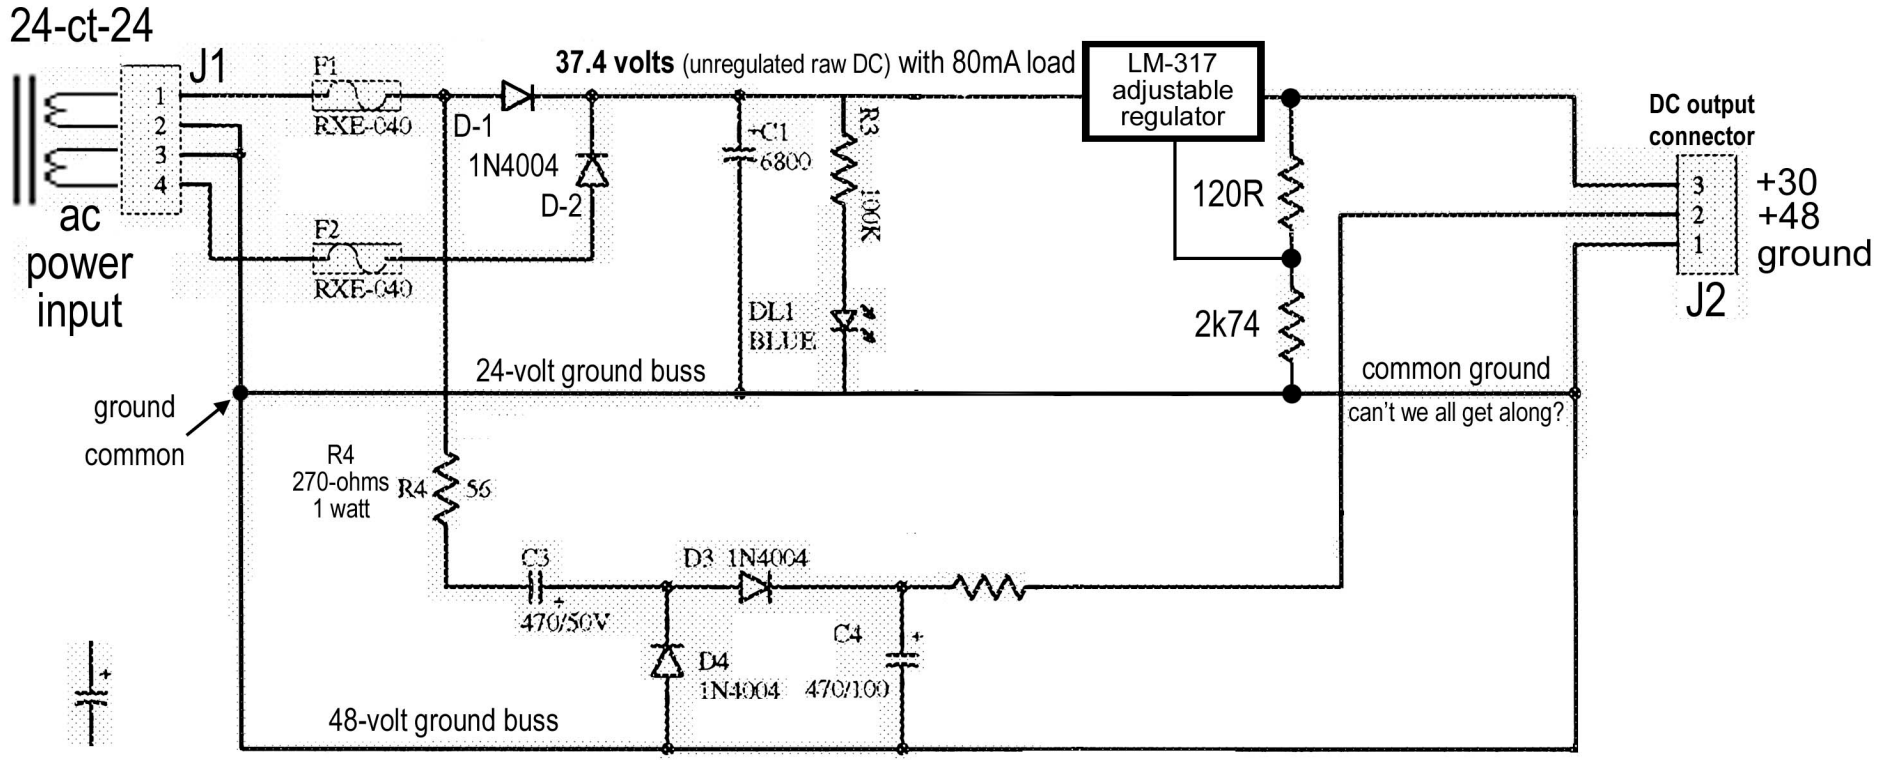 24-ct-24
J1
1
2
3
4
ac
power
input
F1
RXE-040
F2
RXE-040
D-1
1N4004
D-2
37.4 volts (unregulated raw DC) with 80mA load
+C1
6800
R3
100K
DL1
BLUE
LM-317
adjustable
regulator
120R
2k74
DC output
connector
3
2
1
+30
+48
ground
J2
24-volt ground buss
common ground
can't we all get along?
ground
common
R4
270-ohms
1 watt
R4
56
C3
+
470/50V
D3 1N4004
D4
1N4004
C4
+
470/100
+
48-volt ground buss